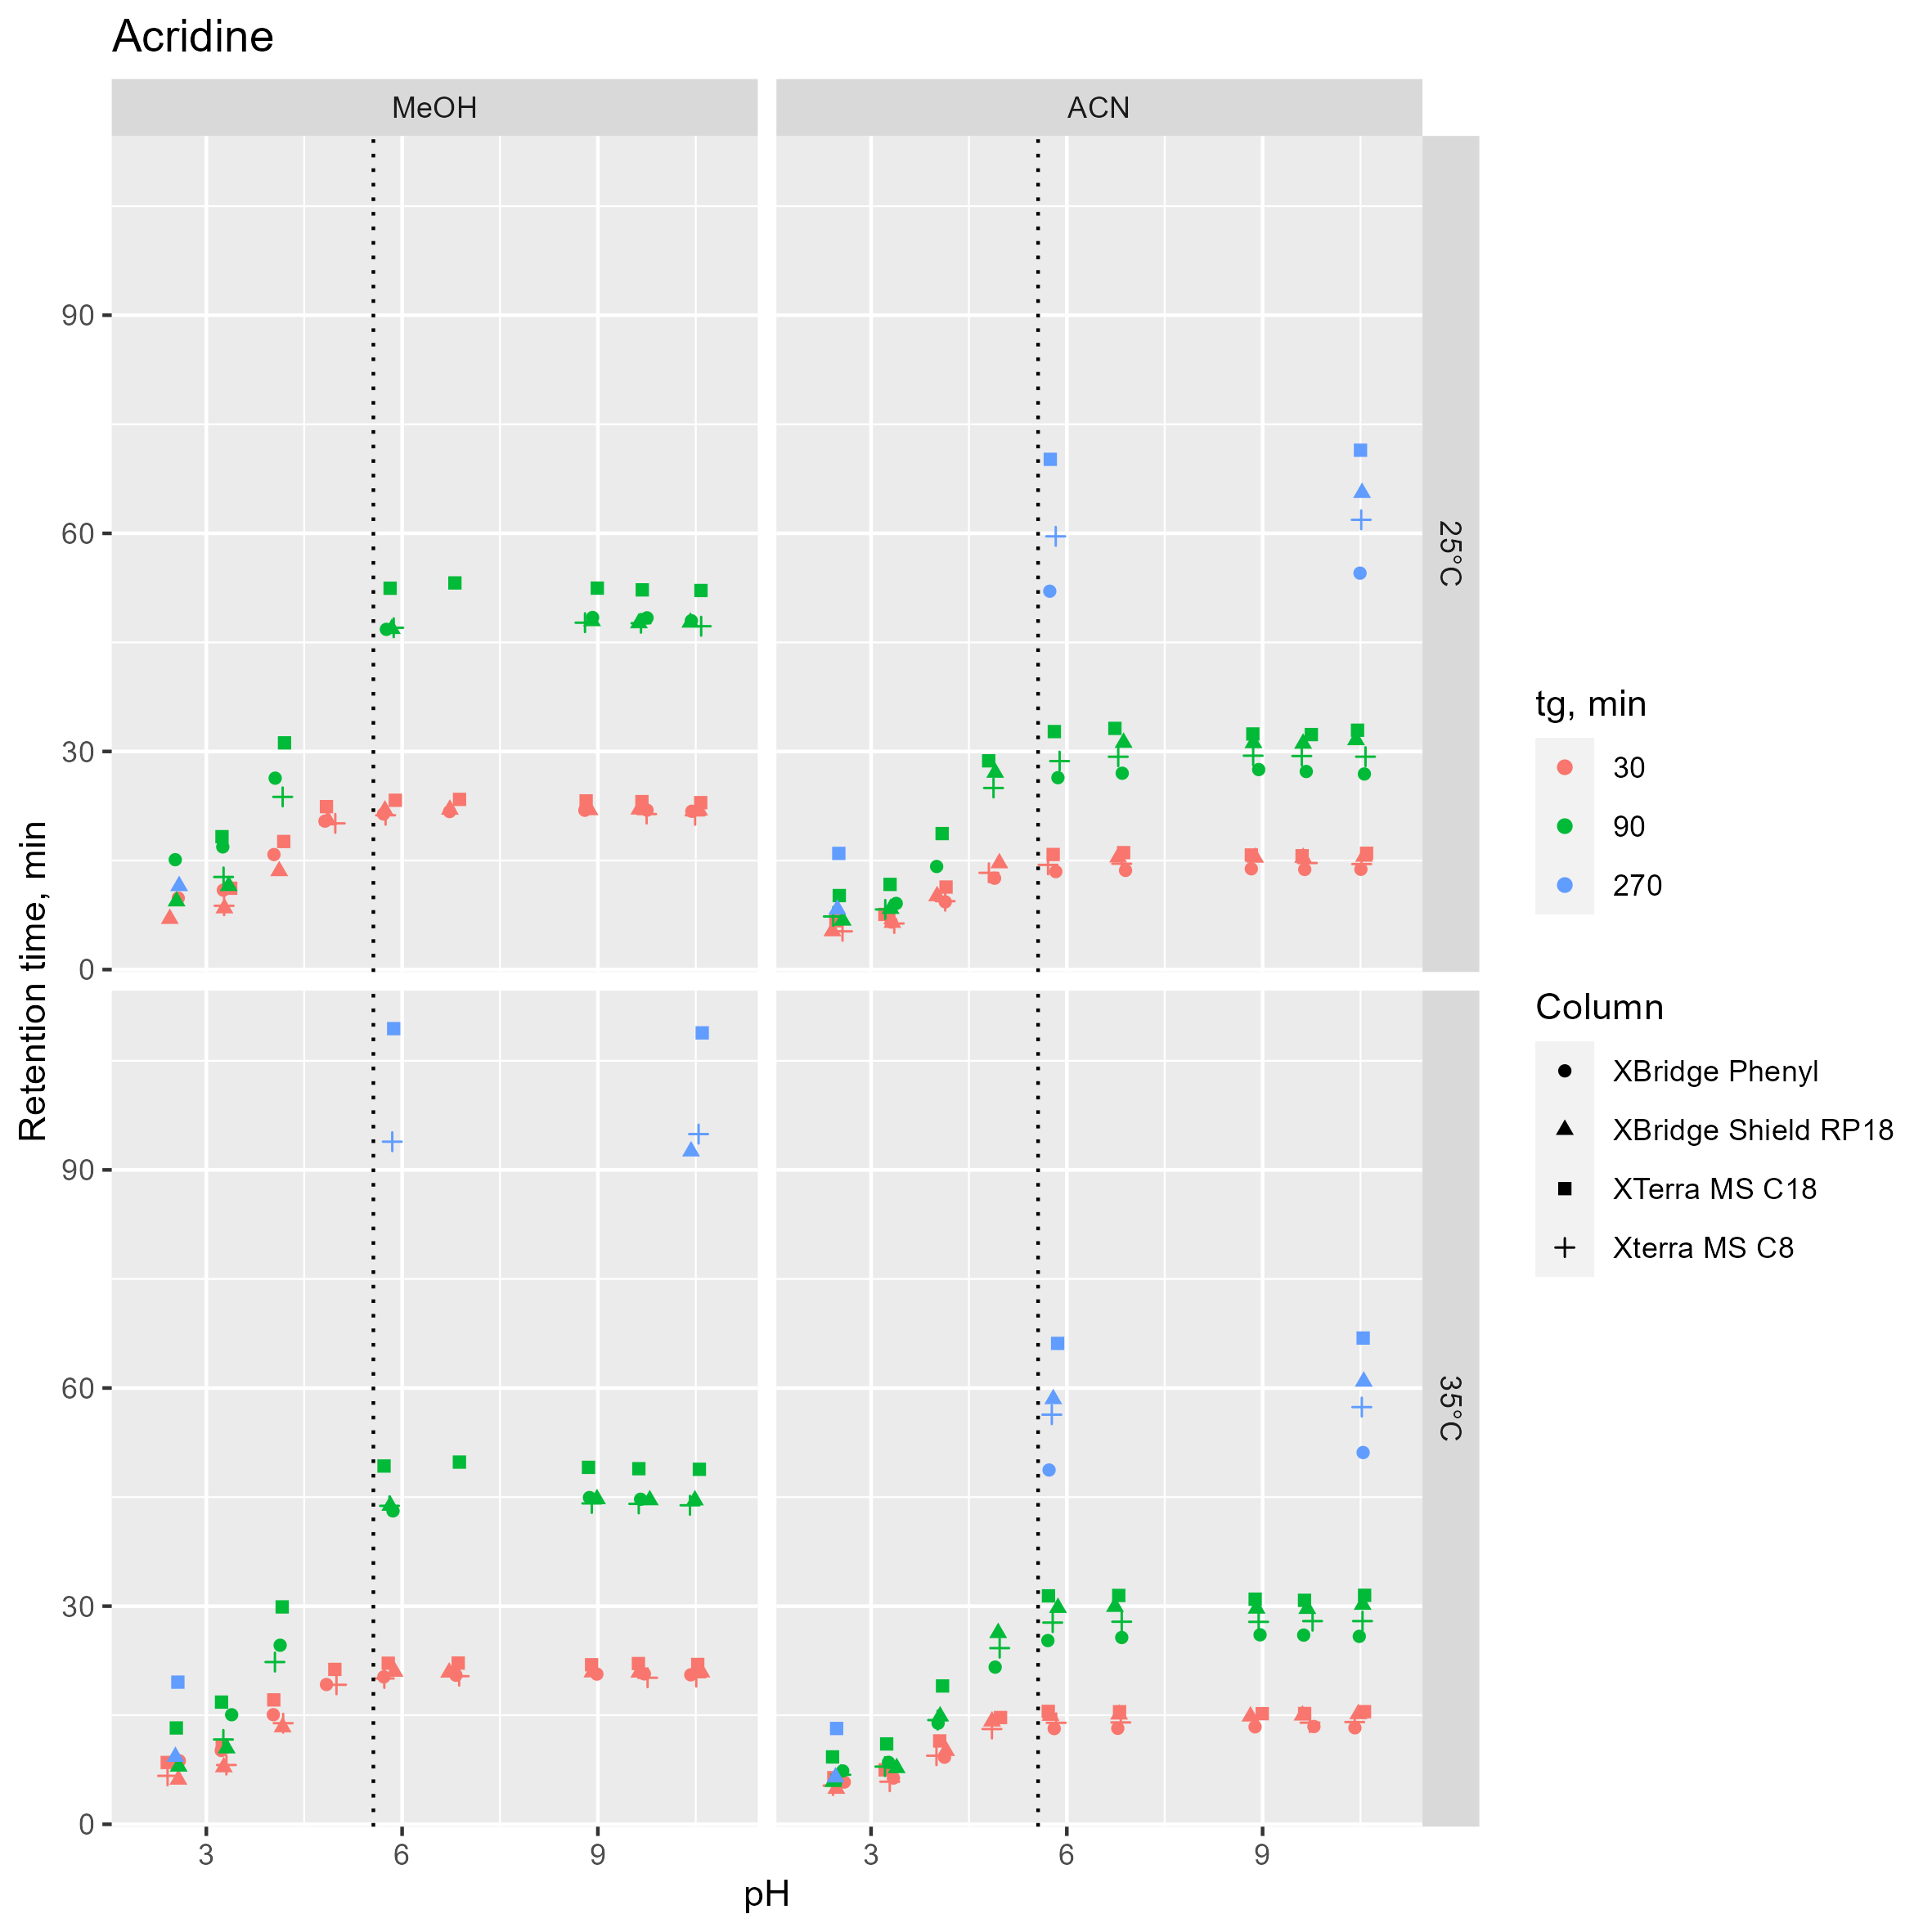 Acridine
MeOH
ACN
90
60
30
0
25°C
90
60
30
0
35°C
3
6
9
3
6
9
pH
Retention time, min
tg, min
30
90
270
Column
XBridge Phenyl
XBridge Shield RP18
XTerra MS C18
Xterra MS C8